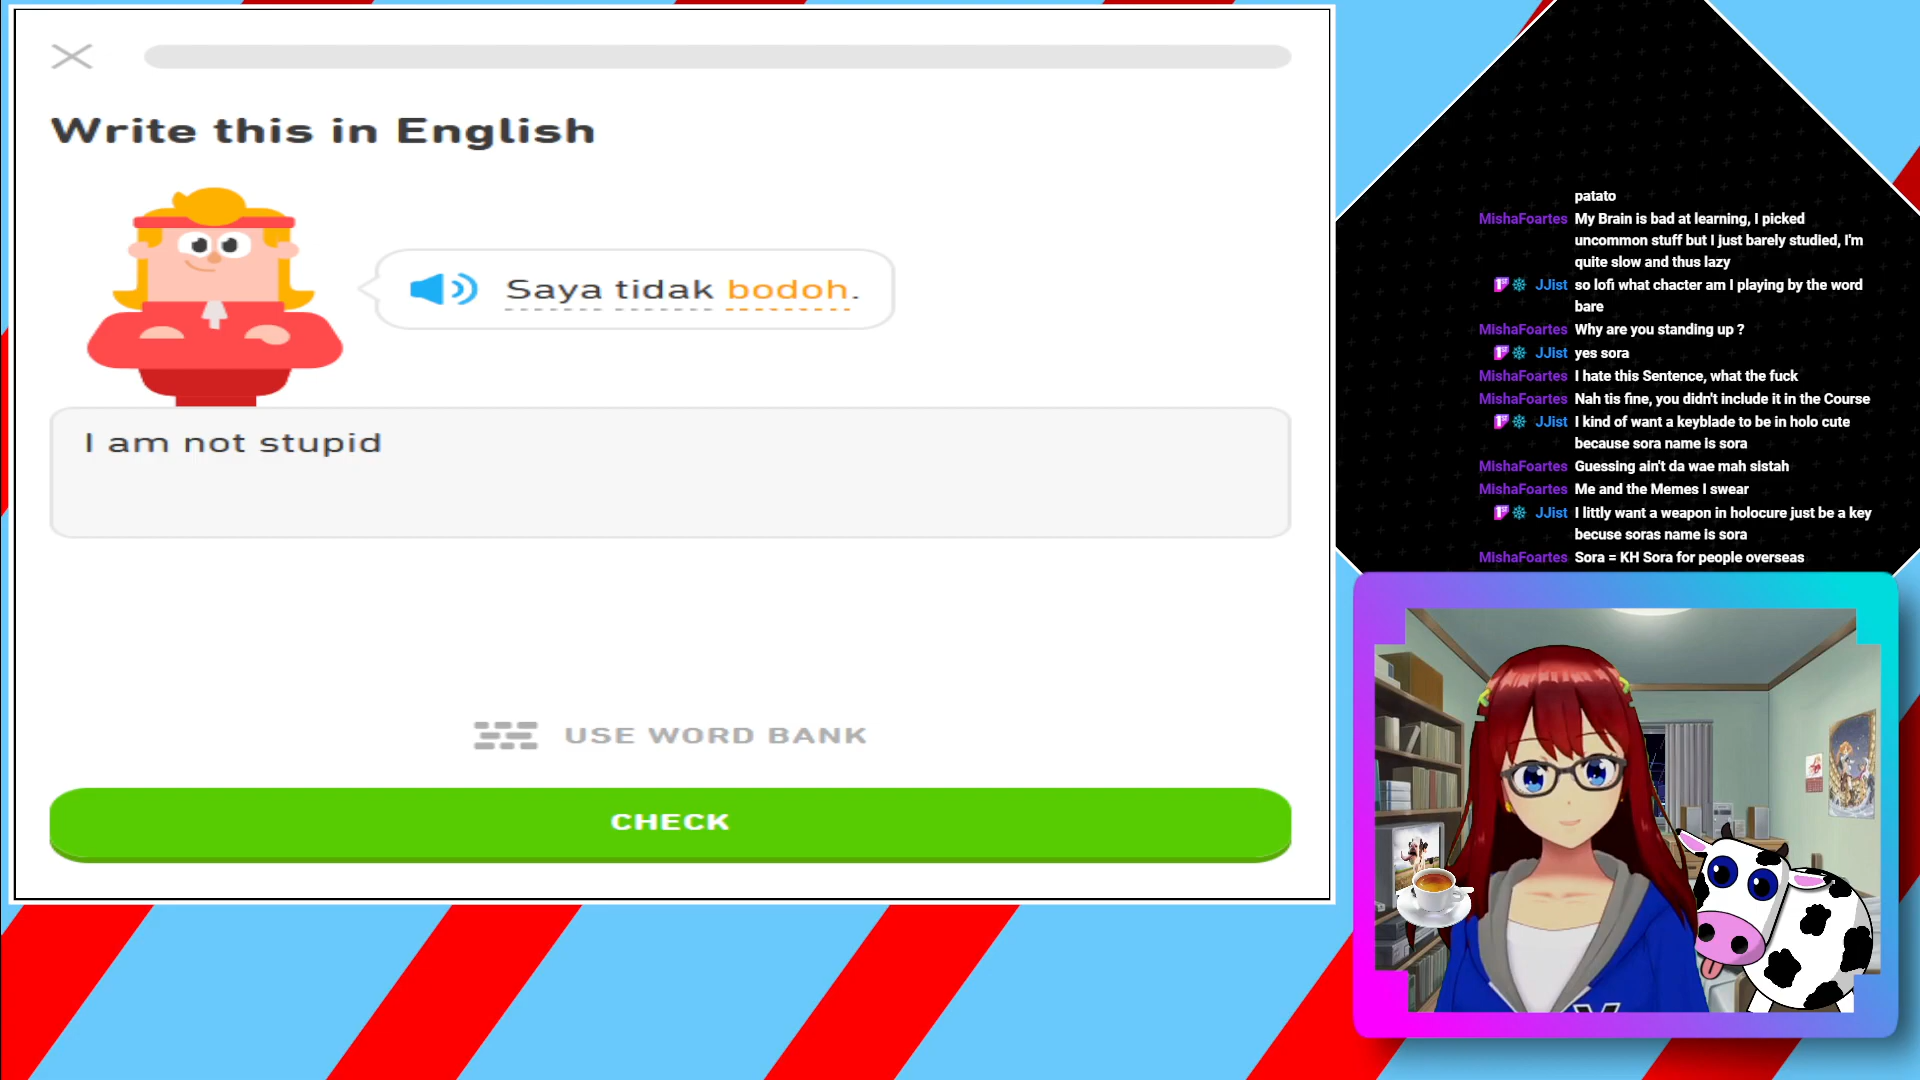 Write this in English
Saya tidak bodoh.
I am not stupid
USE WORD BANK
CHECK
patato
MishaFoartes My Brain is bad at learning, I picked
uncommon stuff but I just barely studied, I'm
quite slow and thus lazy
JJist so lofi what chacter am I playing by the word
bare
MishaFoartes Why are you standing up ?
JJist yes sora
MishaFoartes I hate this Sentence, what the fuck
MishaFoartes Nah tis fine, you didn't include it in the Course
JJist I kind of want a keyblade to be in holo cute
because sora name is sora
MishaFoartes Guessing ain't da wae mah sistah
MishaFoartes Me and the Memes I swear
JJist I littly want a weapon in holocure just be a key
becuse soras name is sora
MishaFoartes Sora = KH Sora for people overseas